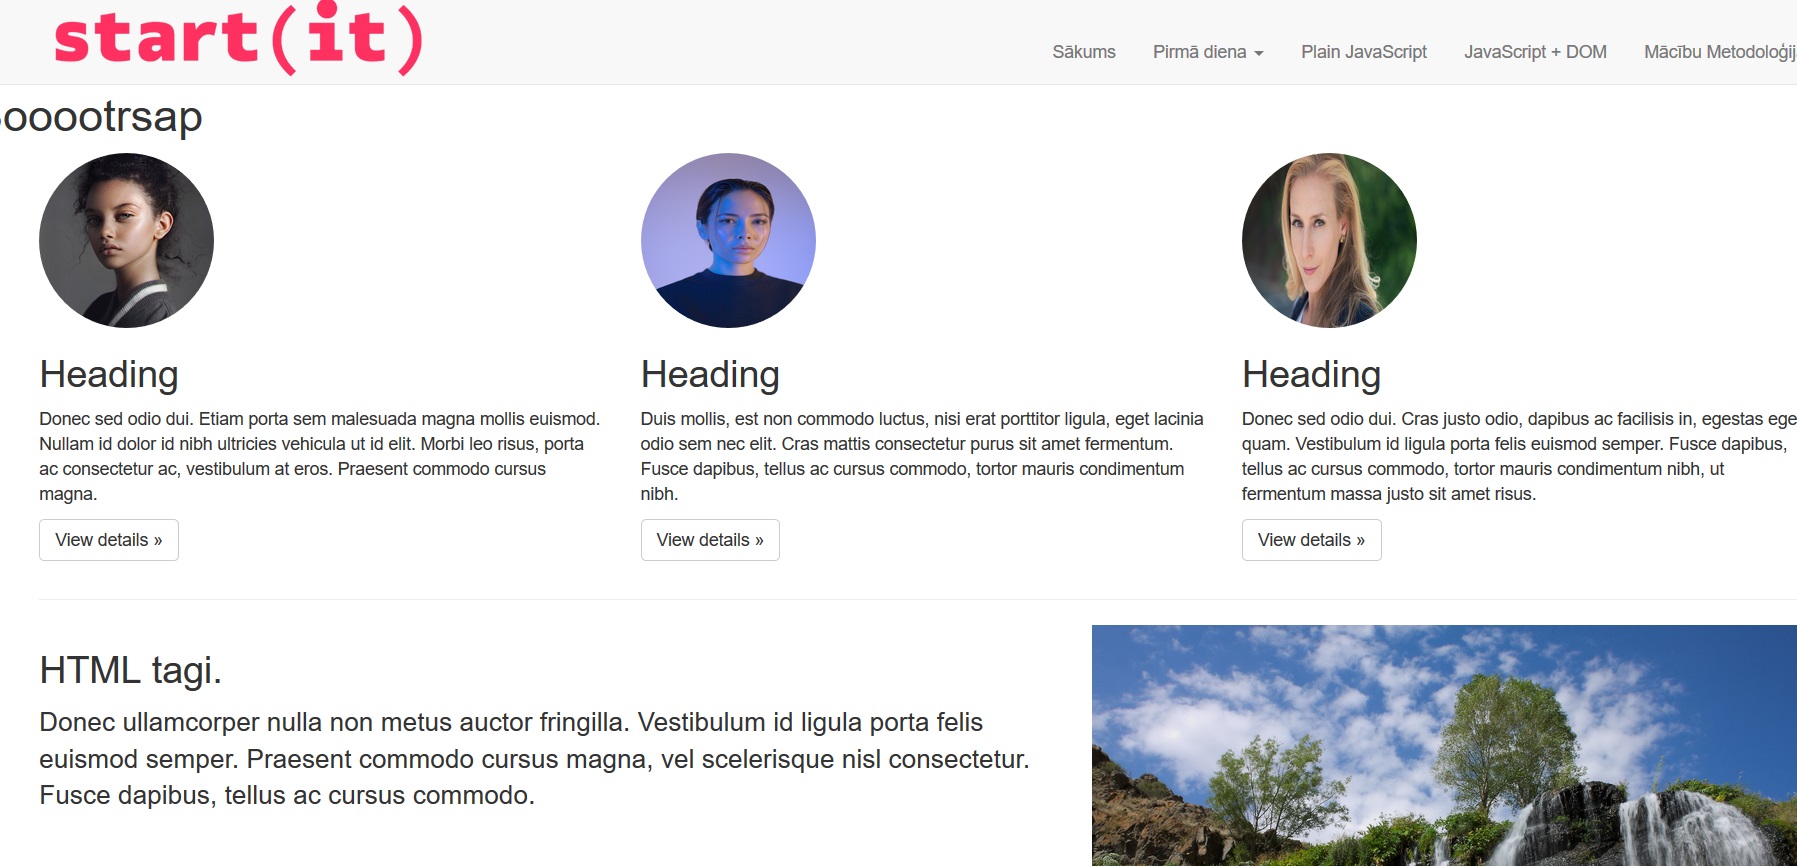 start(it)
Sākums Pirmā diena Plain JavaScript JavaScript + DOM Mācību Metodoloģij
ooootrsap
Heading
Donec sed odio dui. Etiam porta sem malesuada magna mollis euismod.
Nullam id dolor id nibh ultricies vehicula ut id elit. Morbi leo risus, porta
ac consectetur ac, vestibulum at eros. Praesent commodo cursus
magna.
View details »
Heading
Duis mollis, est non commodo luctus, nisi erat porttitor ligula, eget lacinia
odio sem nec elit. Cras mattis consectetur purus sit amet fermentum.
Fusce dapibus, tellus ac cursus commodo, tortor mauris condimentum
nibh.
View details »
Heading
Donec sed odio dui. Cras justo odio, dapibus ac facilisis in, egestas ege
quam. Vestibulum id ligula porta felis euismod semper. Fusce dapibus,
tellus ac cursus commodo, tortor mauris condimentum nibh, ut
fermentum massa justo sit amet risus.
View details »
HTML tagi.
Donec ullamcorper nulla non metus auctor fringilla. Vestibulum id ligula porta felis
euismod semper. Praesent commodo cursus magna, vel scelerisque nisl consectetur.
Fusce dapibus, tellus ac cursus commodo.